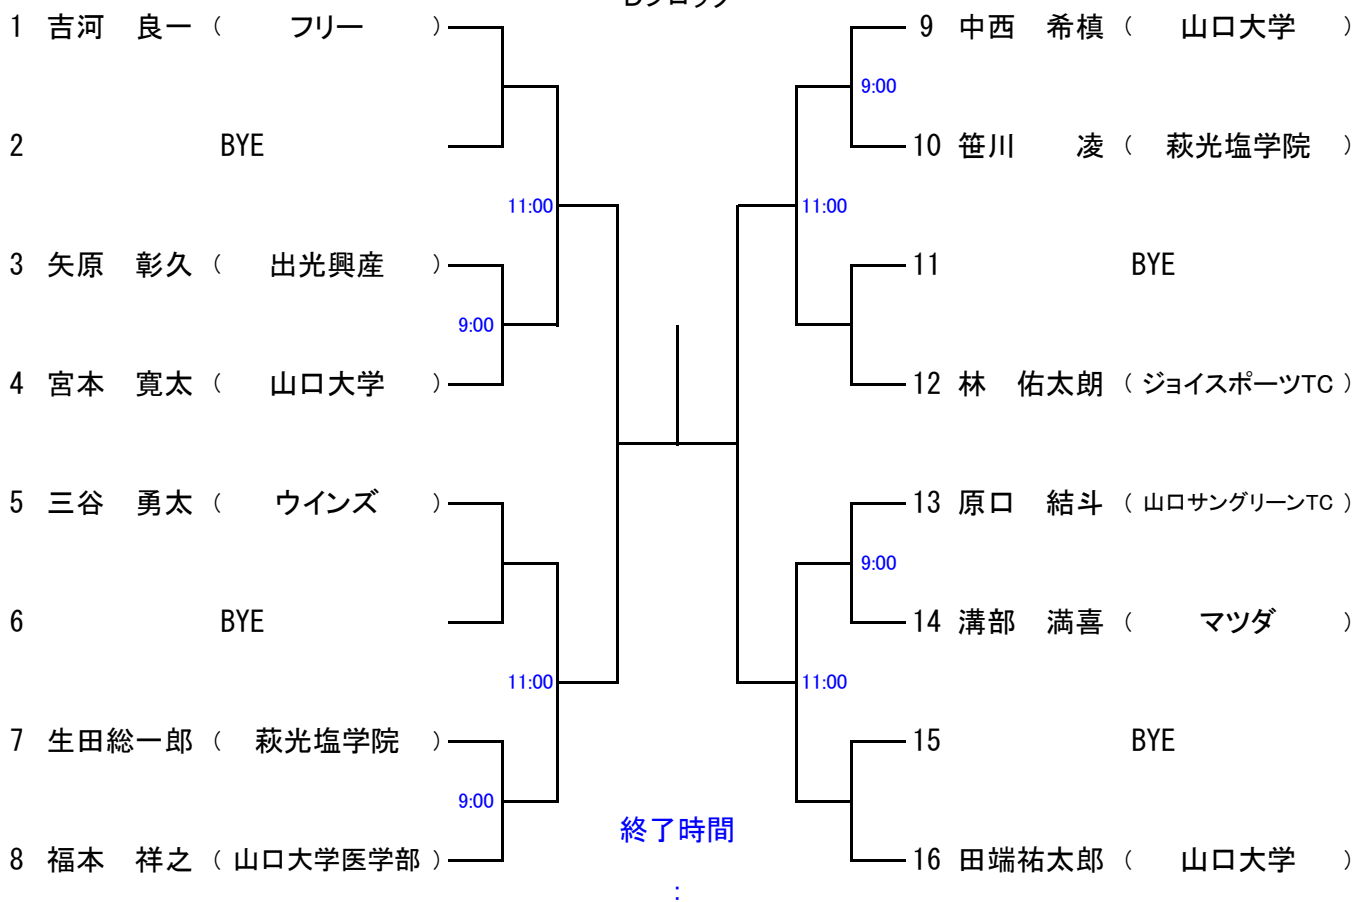 1 吉河　良一 （ フリー ）
2 BYE
11:00
3 矢原　彰久 （ 出光興産 ）
9:00
4 宮本　寛太 （ 山口大学 ）
5 三谷　勇太 （ ウインズ ）
6 BYE
11:00
7 生田総一郎 （ 萩光塩学院 ）
9:00
8 福本　祥之 （ 山口大学医学部 ）
9 中西　希槙 （ 山口大学 ）
9:00
10 笹川　　凌 （ 萩光塩学院 ）
11:00
11 BYE
12 林　佑太朗 （ ジョイスポーツTC ）
13 原口　結斗 （ 山口サングリーンTC ）
9:00
14 溝部　満喜 （ マツダ ）
11:00
15 BYE
16 田端祐太郎 （ 山口大学 ）
終了時間
: